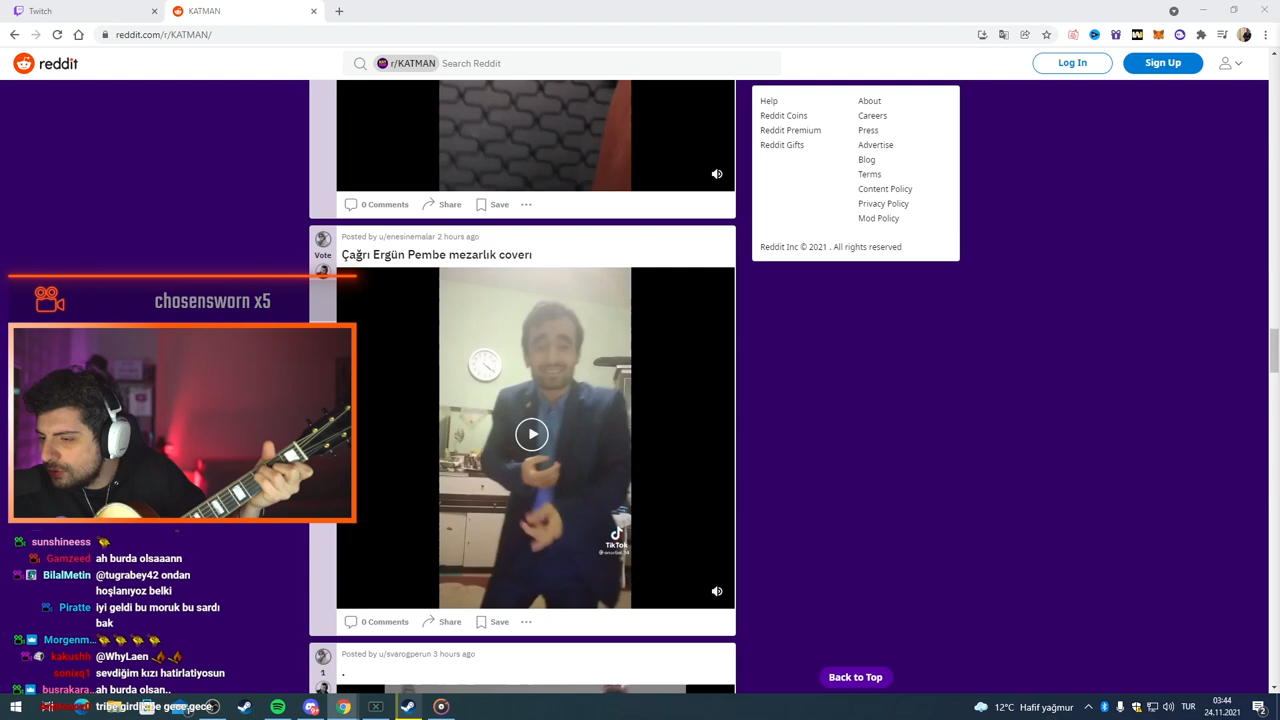 Twitch
KATMAN
reddit.com/r/KATMAN/
reddit
r/KATMAN Search Reddit
Log In
Sign Up
0 Comments Share Save
Help
About
Reddit Coins
Careers
Reddit Premium
Press
Reddit Gifts
Advertise
Blog
Terms
Content Policy
Privacy Policy
Mod Policy
Reddit Inc © 2021 . All rights reserved
Vote
Posted by u/enesinemalar 2 hours ago
Çağrı Ergün Pembe mezarlık coverı
chosensworn x5
TikTok
0 Comments Share Save
1
Posted by u/svarogperun 3 hours ago
.
Back to Top
sunshineess
Gamzeed ah burda olsaaann
BilalMetin @tugrabey42 ondan
hoşlanıyoz belki
Piratte iyi geldi bu moruk bu sardı
bak
Morgenm...
kakushh @WhyLaen
sonixq1 sevdiğim kızı hatirlatiyosun
busrakara... ah burda olsan..
gece gece
12°C Hafif yağmur
TUR
03:44
24.11.2021
2